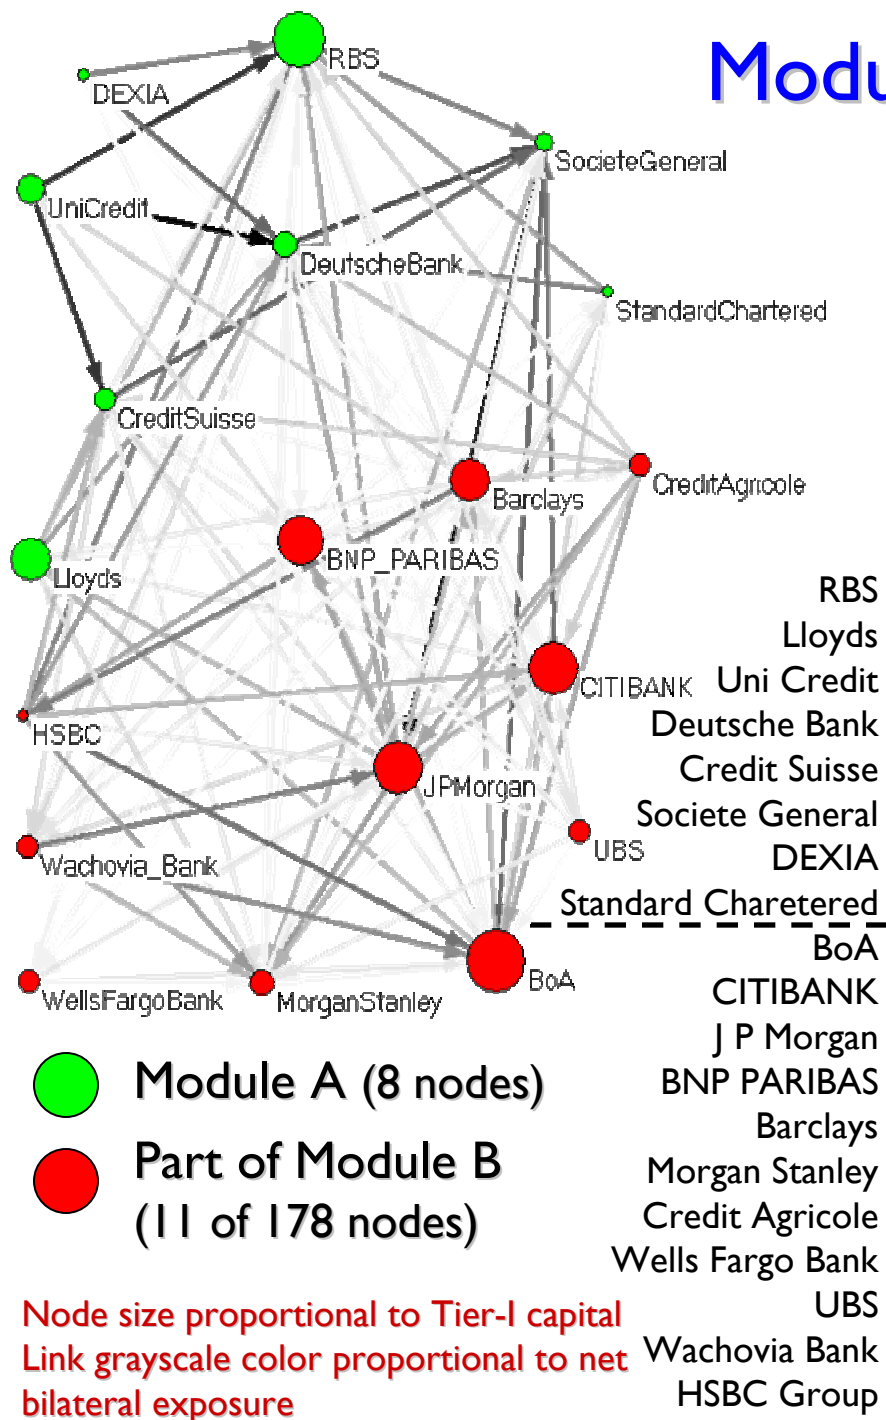 Modu
RBS
DEXIA
SocieteGeneral
UniCredit
DeutscheBank
StandardChartered
CreditSuisse
CreditAgricole
Barclays
BNP_PARIBAS
Lloyds
CITIBANK
HSBC
JPMorgan
UBS
Wachovia_Bank
BoA
WellsFargoBank
MorganStanley
RBS
Lloyds
Uni Credit
Deutsche Bank
Credit Suisse
Societe General
DEXIA
Standard Charetered
BoA
CITIBANK
J P Morgan
BNP PARIBAS
Barclays
Morgan Stanley
Credit Agricole
Wells Fargo Bank
UBS
Wachovia Bank
HSBC Group
Module A (8 nodes)
Part of Module B
(11 of 178 nodes)
Node size proportional to Tier-I capital
Link grayscale color proportional to net
bilateral exposure